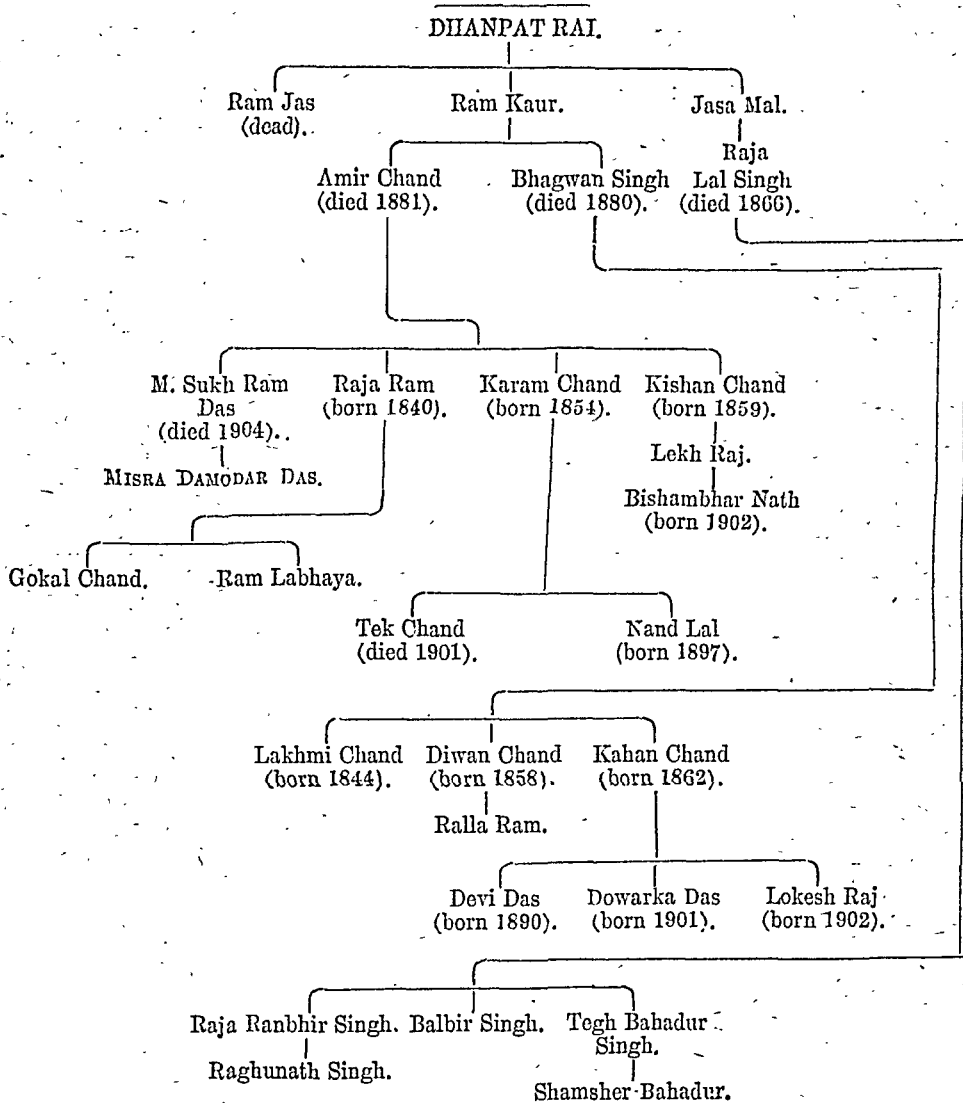 DHANPAT RAI.
Ram Jas
(dead).
Ram Kaur.
Jasa Mal.
Amir Chand
(died 1881).
Bhagwan Singh
(died 1880).
Raja
Lal Singh
(died 1866).
M. Sukh Ram
Das
(died 1904).
Raja Ram
(born 1840).
Karam Chand
(born 1854).
Kishan Chand
(born 1859).
MISRA DAMODAR DAS.
Lekh Raj.
Bishambhar Nath
(born 1902).
Gokal Chand.
Ram Labhaya.
Tek Chand
(died 1901).
Nand Lal
(born 1897).
Lakhmi Chand
(born 1844).
Diwan Chand
(born 1858).
Kahan Chand
(born 1862).
Ralla Ram.
Devi Das
(born 1890).
Dowarka Das
(born 1901).
Lokesh Raj
(born 1902).
Raja Ranbhir Singh.
Balbir Singh.
Tegh Bahadur
Singh.
Raghunath Singh.
Shamsher Bahadur.